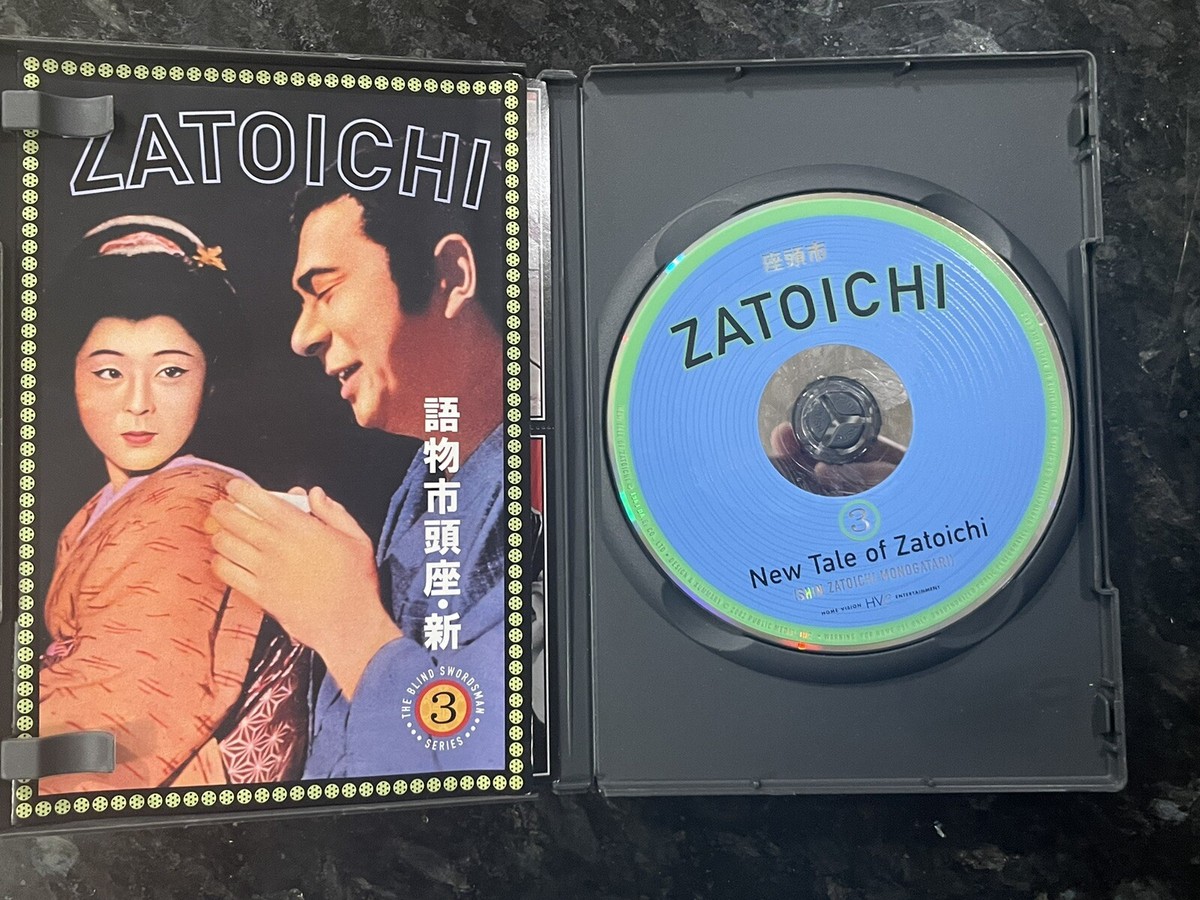 ZATOICHI
語物市頭座・新
THE BLIND SWORDSMAN
3
SERIES
座頭市
ZATOICHI
3
New Tale of Zatoichi
(SHIN ZATOICHI MONOGATARI)
HOME VISION HVE ENTERTAINMENT